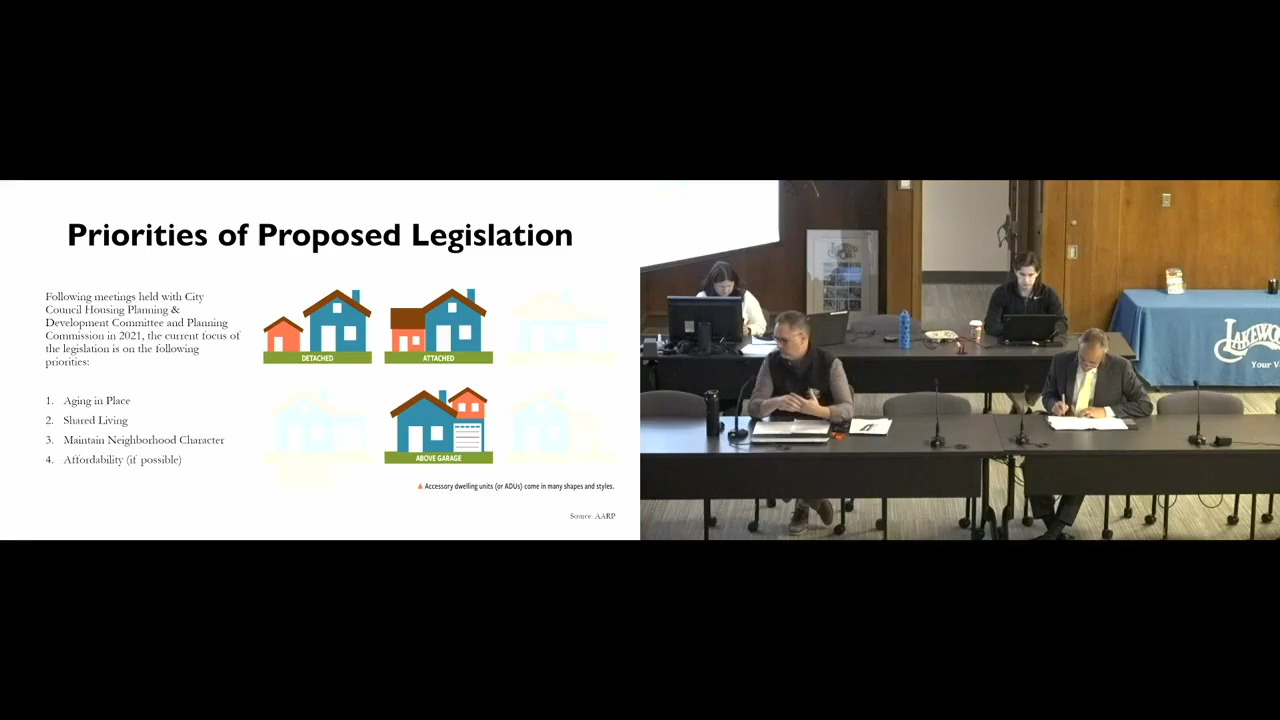 Priorities of Proposed Legislation
Following meetings held with City
Council Housing Planning &
Development Committee and Planning
Commission in 2021, the current focus of
the legislation is on the following
priorities:
1. Aging in Place
2. Shared Living
3. Maintain Neighborhood Character
4. Affordability (if possible)
DETACHED
ATTACHED
ABOVE GARAGE
Accessory dwelling units (or ADUs) come in many shapes and styles.
Source: AARP
Your